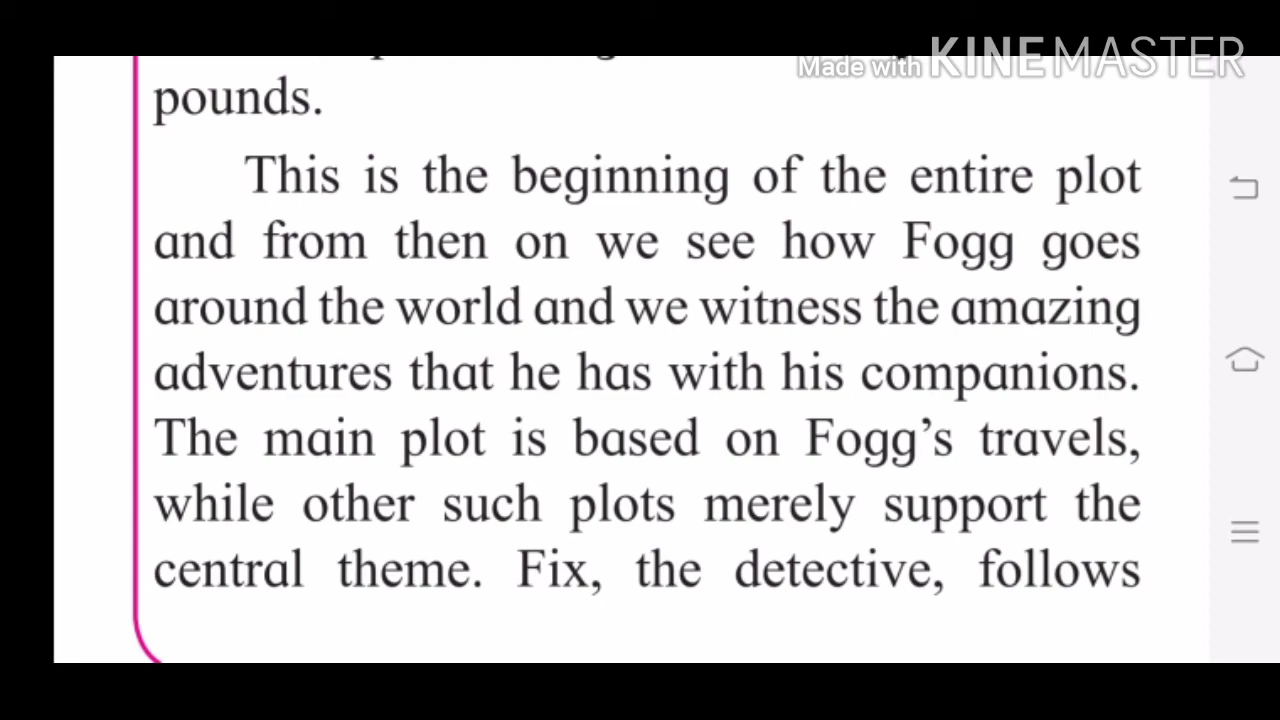 Made with KINEMASTER
pounds.
This is the beginning of the entire plot
and from then on we see how Fogg goes
around the world and we witness the amazing
adventures that he has with his companions.
The main plot is based on Fogg's travels,
while other such plots merely support the
central theme. Fix, the detective, follows